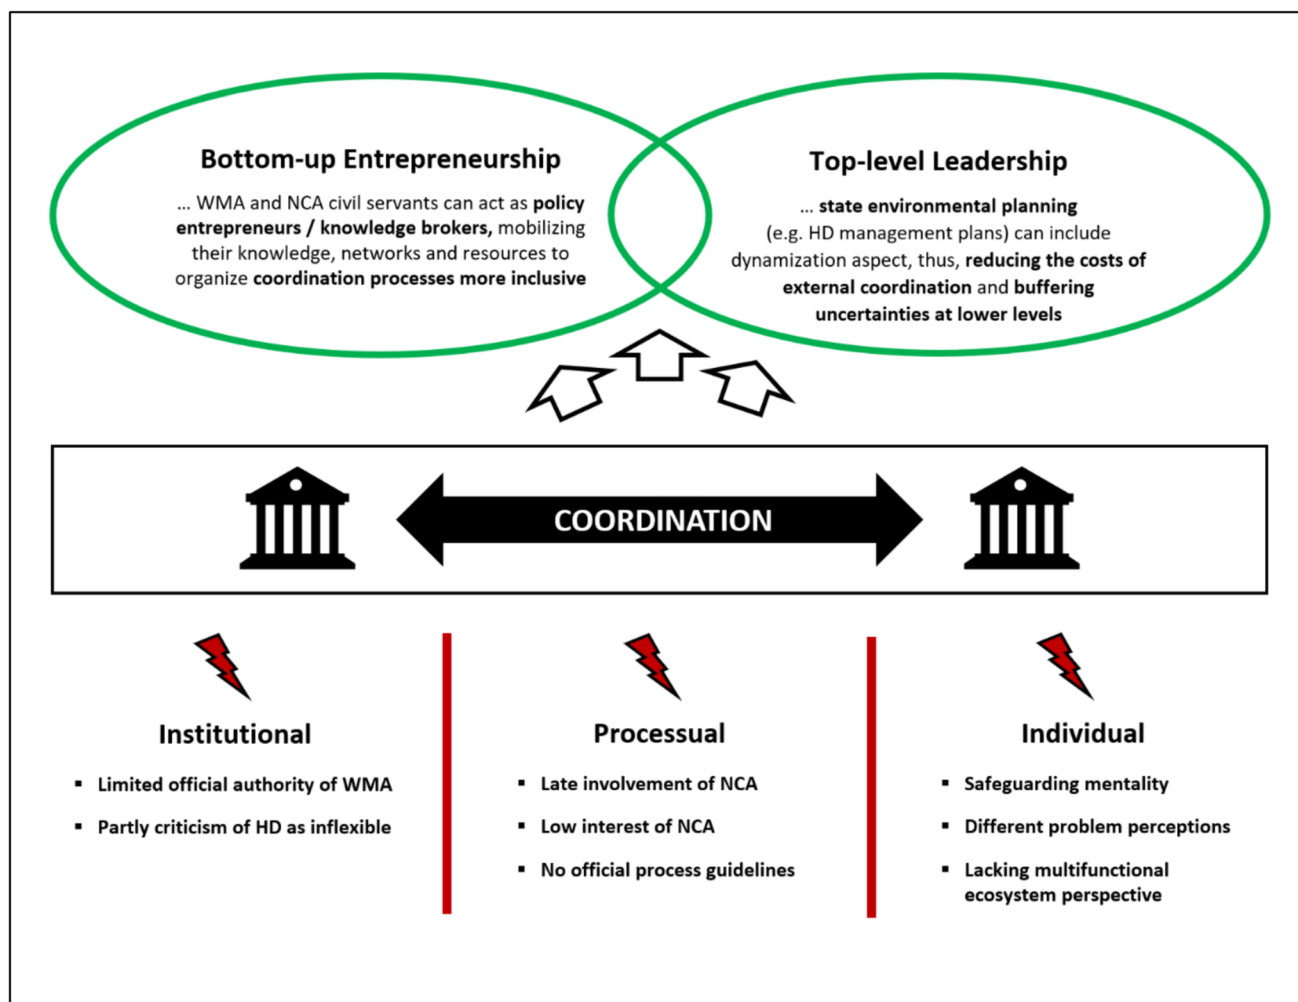 Bottom-up Entrepreneurship
... WMA and NCA civil servants can act as policy
entrepreneurs / knowledge brokers, mobilizing
their knowledge, networks and resources to
organize coordination processes more inclusive
Top-level Leadership
... state environmental planning
(e.g. HD management plans) can include
dynamization aspect, thus, reducing the costs of
external coordination and buffering
uncertainties at lower levels
COORDINATION
Institutional
▪ Limited official authority of WMA
▪ Partly criticism of HD as inflexible
Processual
▪ Late involvement of NCA
▪ Low interest of NCA
▪ No official process guidelines
Individual
▪ Safeguarding mentality
▪ Different problem perceptions
▪ Lacking multifunctional
ecosystem perspective